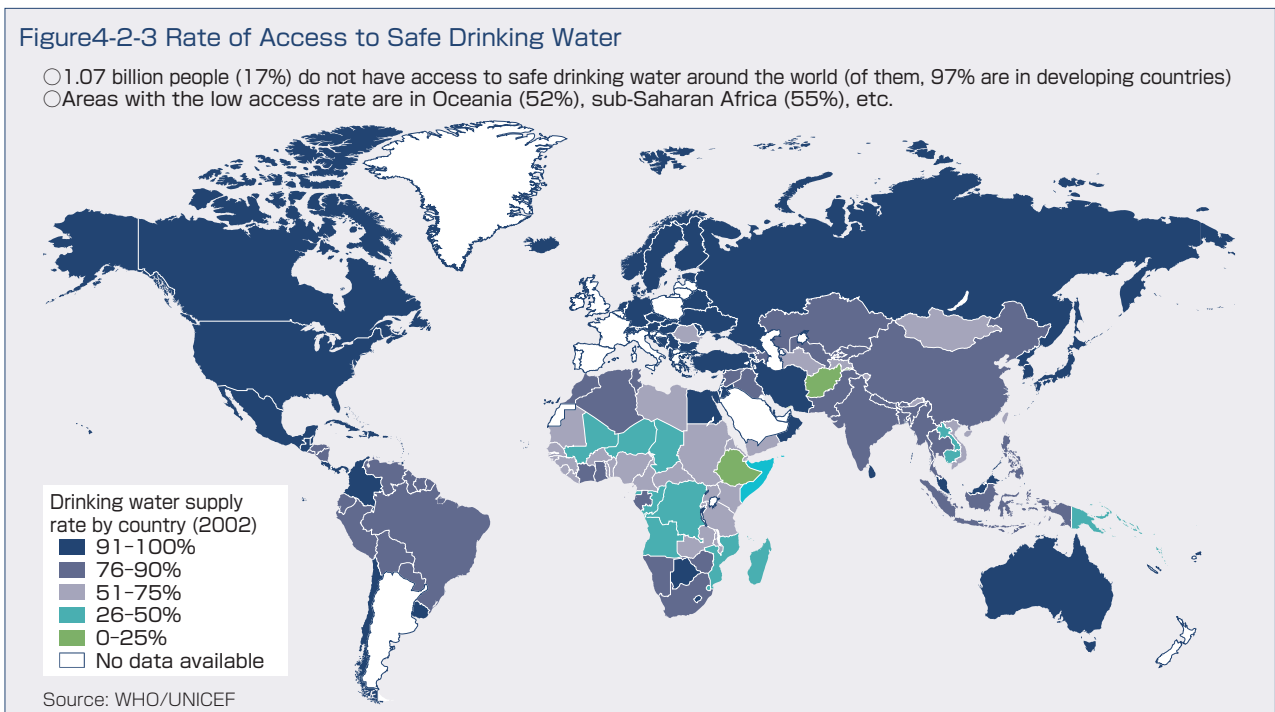 Figure4-2-3 Rate of Access to Safe Drinking Water
○1.07 billion people (17%) do not have access to safe drinking water around the world (of them, 97% are in developing countries)
○Areas with the low access rate are in Oceania (52%), sub-Saharan Africa (55%), etc.
Drinking water supply
rate by country (2002)
91-100%
76-90%
51-75%
26-50%
0-25%
No data available
Source: WHO/UNICEF